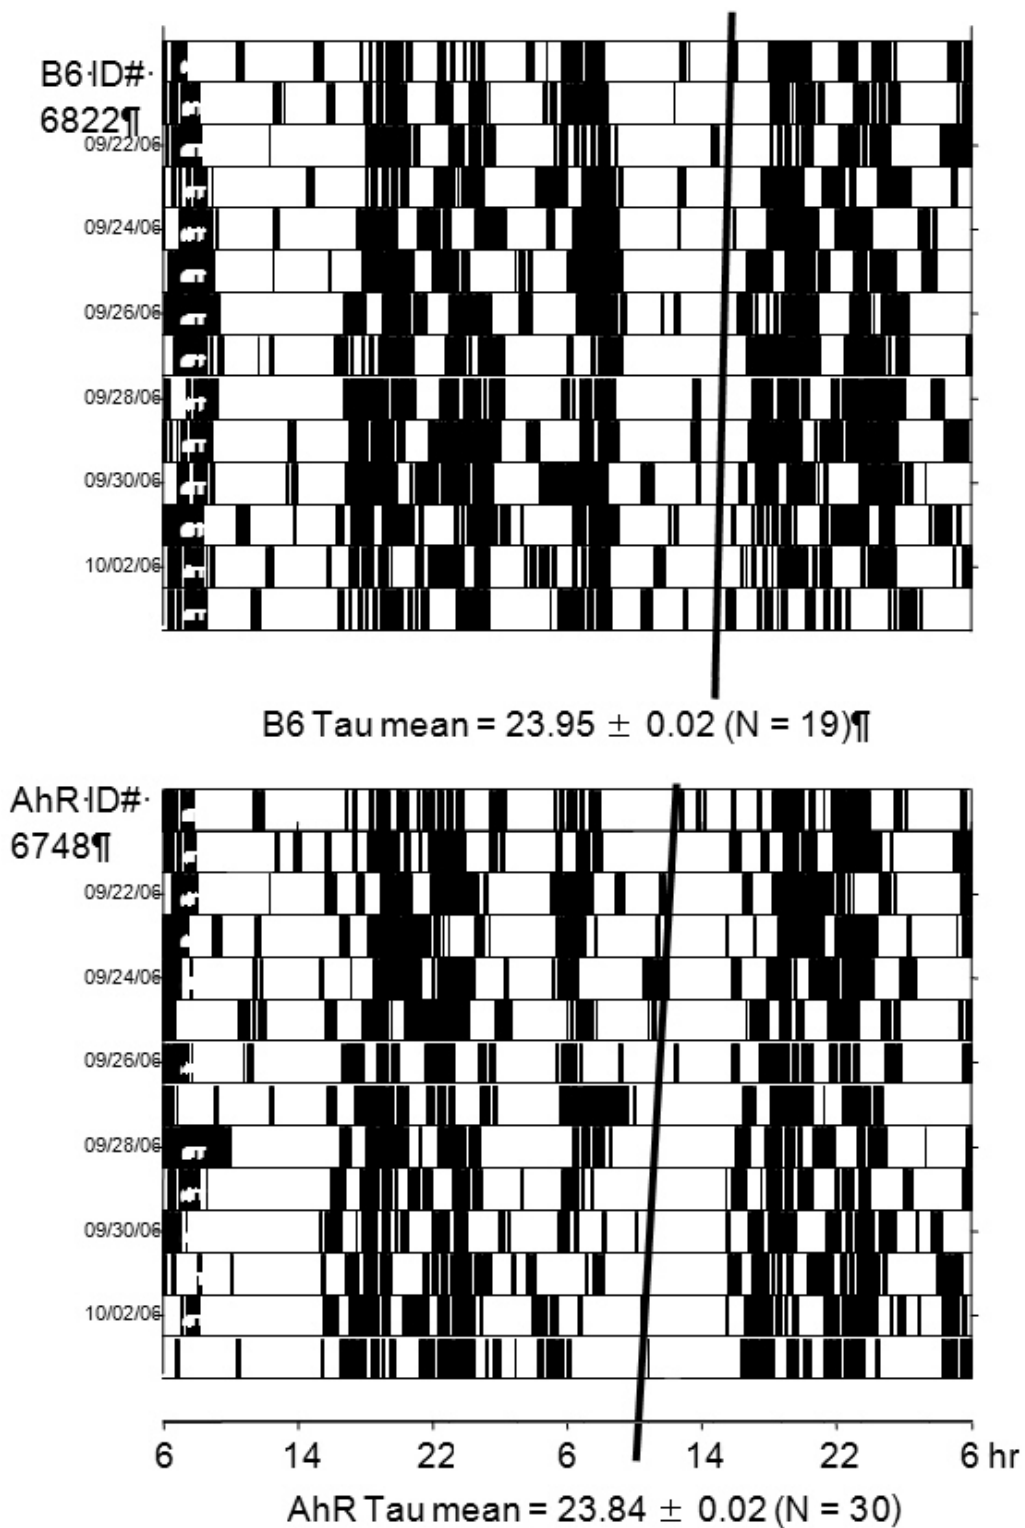 B6·ID#·
6822¶
09/22/06
09/24/06
09/26/06
09/28/06
09/30/06
10/02/06
B6 Tau mean = 23.95 ± 0.02 (N = 19)¶
AhR·ID#·
6748¶
09/22/06
09/24/06
09/26/06
09/28/06
09/30/06
10/02/06
6 14 22 6 14 22 6 hr
AhR Tau mean = 23.84 ± 0.02 (N = 30)